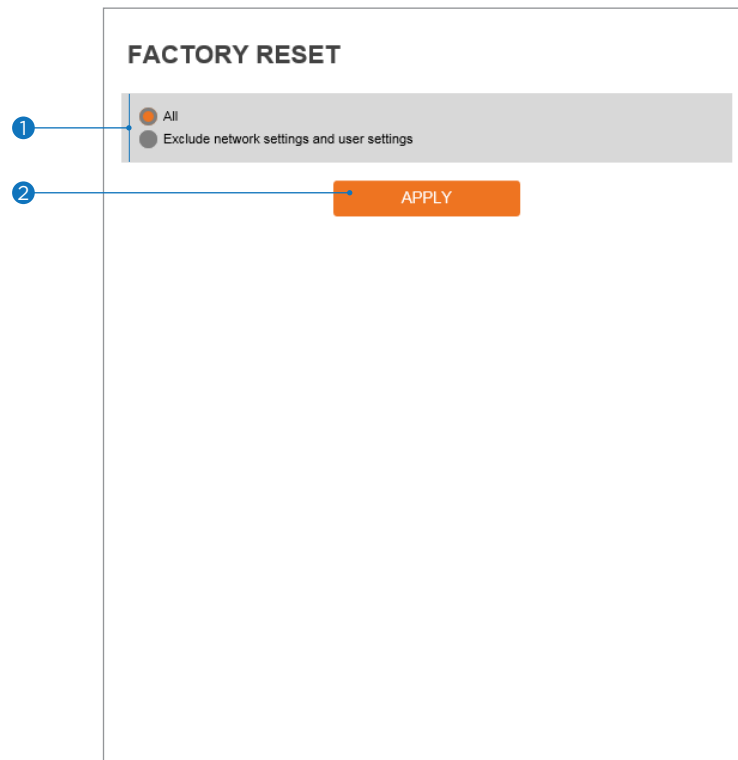 FACTORY RESET
1
All
Exclude network settings and user settings
2
APPLY